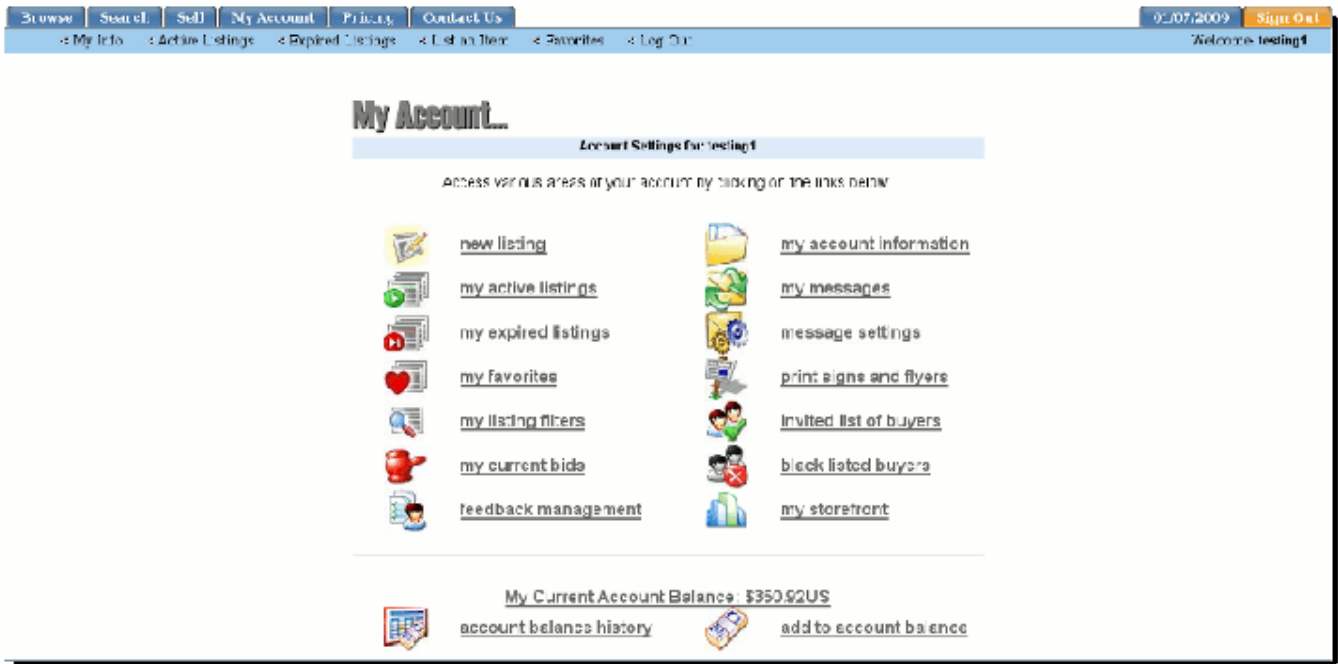 Browse Search Sell My Account Pricing Contact Us 01/07/2009 Sign Out
< My Info < Active Listings < Expired Listings < List an Item < Favorites < Log Out Welcome testing1
My Account...
Account Settings for testing1
Access various areas of your account by clicking on the links below
new listing my account information
my active listings my messages
my expired listings message settings
my favorites print signs and flyers
my listing filters invited list of buyers
my current bids black listed buyers
feedback management my storefront
My Current Account Balance: $350.92US
account balance history add to account balance